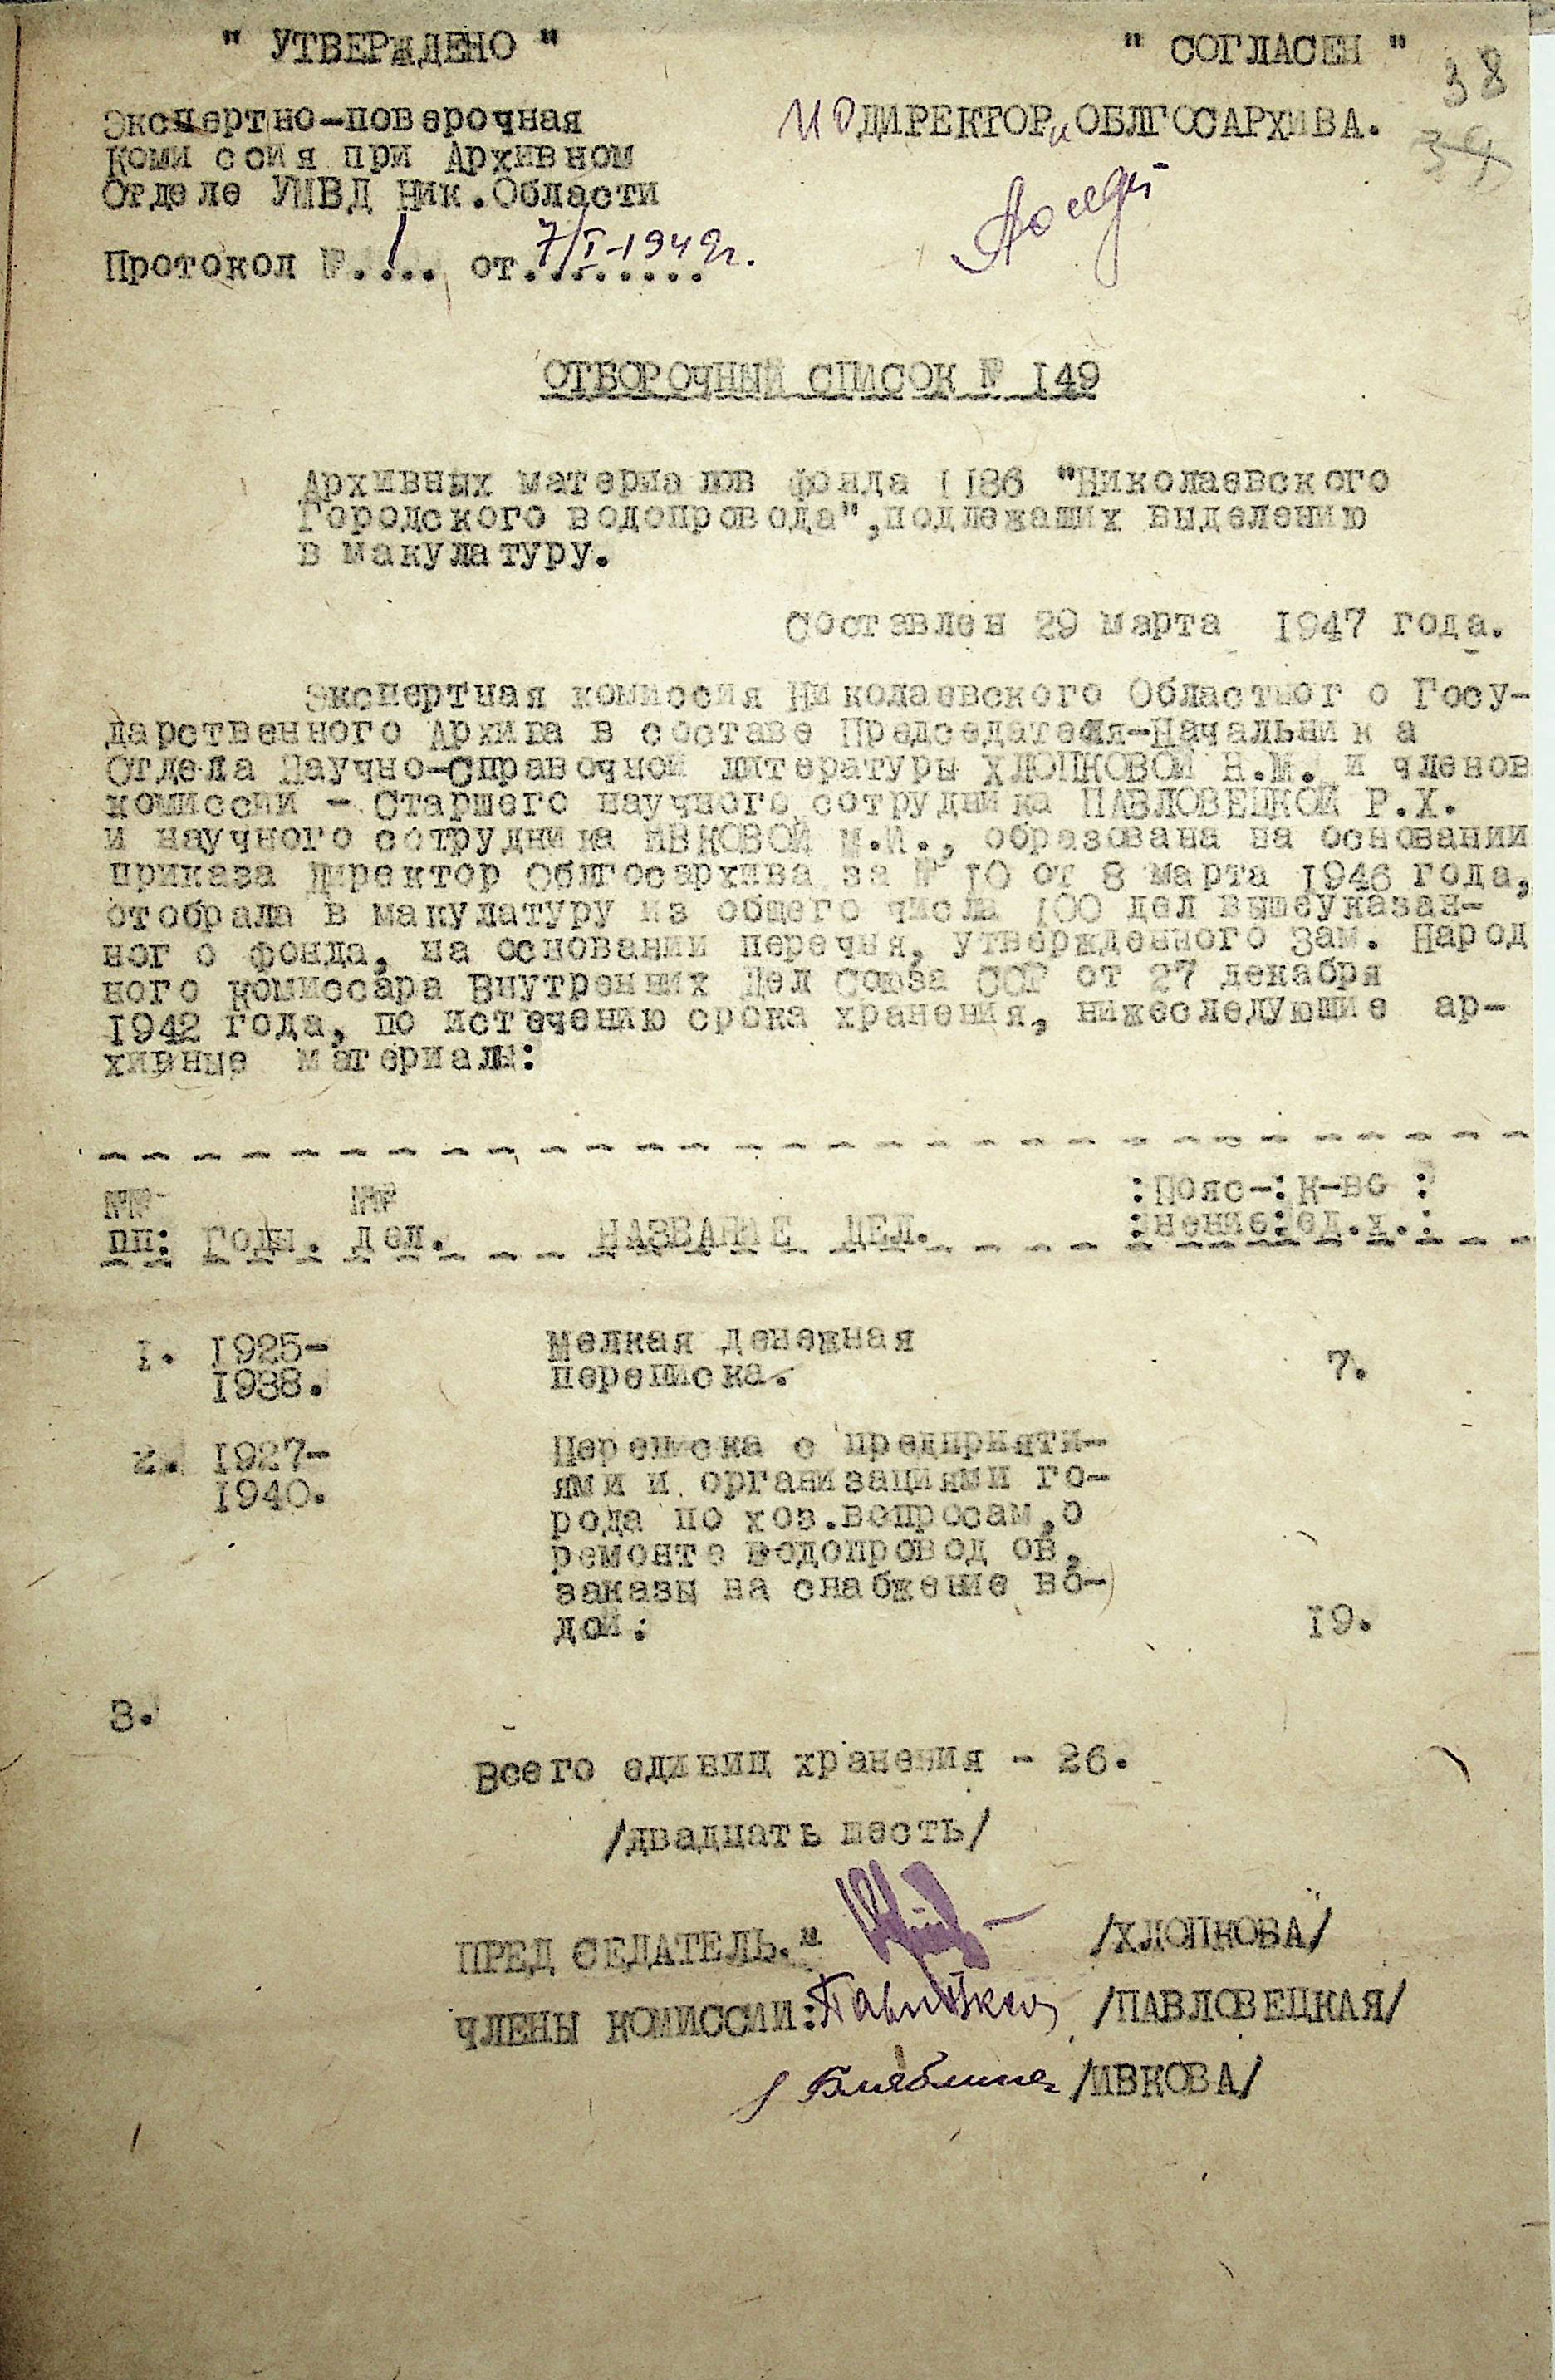 " УТВЕРЖДЕНО "
" СОГЛАСЕН "
38
34
Экспертно-поверочная
Комиссия при Архивном
Отделе УМВД Ник.Области
Протокол №.1... от 7/I-1949г.
ИО ДИРЕКТОРа ОБЛГОСАРХИВА.
ОТБОРОЧНЫЙ СПИСОК № 149
Архивных материалов фонда 1186 "Николаевского
Городского водопровода",подлежащих выделению
в макулатуру.
Составлен 29 марта 1947 года.
Экспертная комиссия Николаевского Областного Госу-
дарственного Архива в составе Председателя-Начальника
Отдела Научно-Справочной литературы ХЛОПКОВОЙ Н.М. и членов
комиссии - Старшего научного сотрудника ПАВЛОВЕЦКОЙ Р.Х.
и научного сотрудника ИВКОВОЙ М.И., образована на основании
приказа Директор Облгосархива за № 10 от 8 марта 1946 года,
отобрала в макулатуру из общего числа 100 дел вышеуказан-
ного фонда, на основании перечня, утвержденного Зам. Народ
ного Комиссара Внутренних Дел Союза ССР от 27 декабря
1942 года, по истечению срока хранения, нижеследующие ар-
хивные материалы:
№№ №№ :Пояс-:К-во :
пп: Годы. дел. НАЗВАНИЕ ДЕЛ. :нение:ед.х.:
1. 1925- Мелкая денежная
1938. переписка. 7.
2. 1927- Переписка с предприяти-
1940. ями и организациями го-
рода по хоз.вопросам,о
ремонте водопроводов,
заказы на снабжение во-
дой: 19.
3.
Всего единиц хранения - 26.
/двадцать шесть/
ПРЕДСЕДАТЕЛЬ." /ХЛОПКОВА/
ЧЛЕНЫ КОМИССИИ: /ПАВЛОВЕЦКАЯ/
/ИВКОВА/